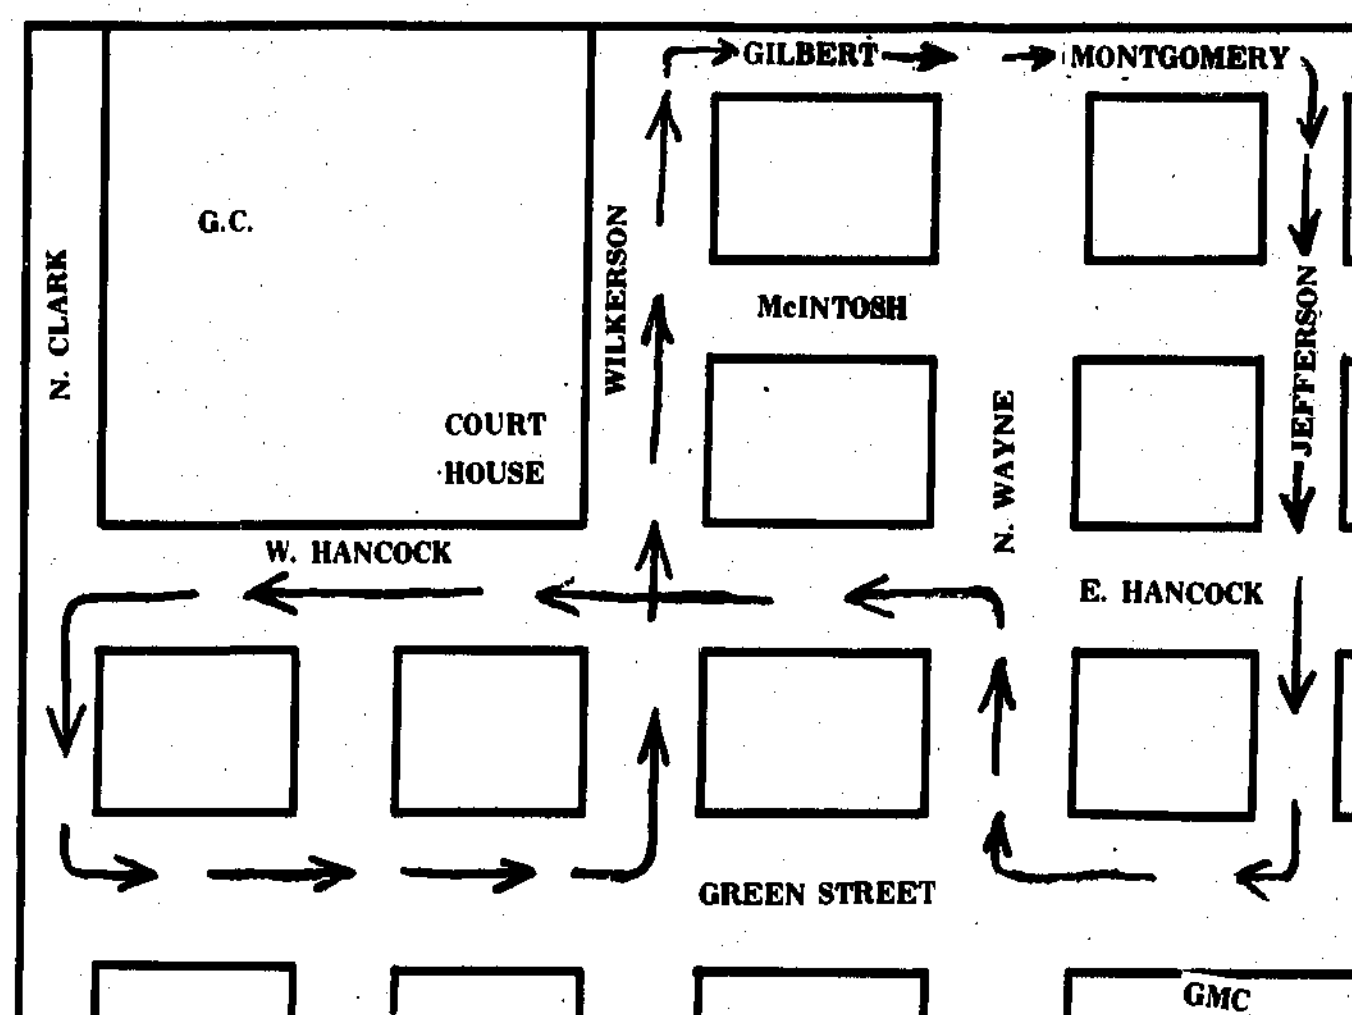 GILBERT
MONTGOMERY
G.C.
N. CLARK
WILKERSON
McINTOSH
JEFFERSON
COURT
HOUSE
N. WAYNE
W. HANCOCK
E. HANCOCK
GREEN STREET
GMC